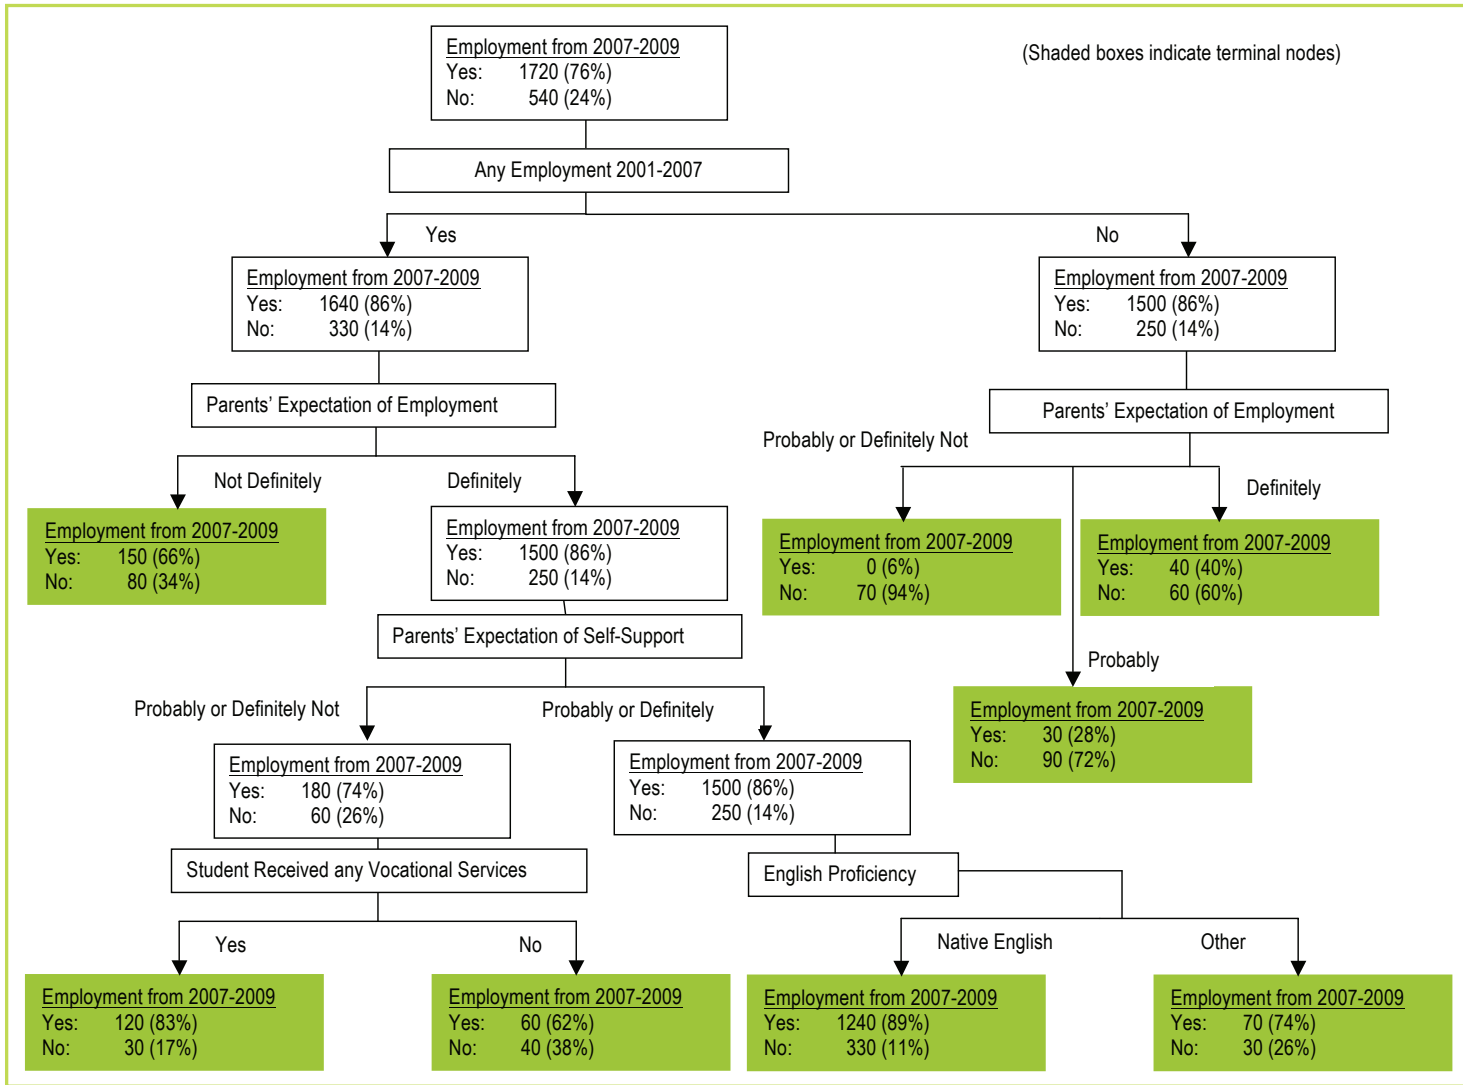 Employment from 2007-2009
Yes: 1720 (76%)
No: 540 (24%)
(Shaded boxes indicate terminal nodes)
Any Employment 2001-2007
Yes
No
Employment from 2007-2009
Yes: 1640 (86%)
No: 330 (14%)
Employment from 2007-2009
Yes: 1500 (86%)
No: 250 (14%)
Parents’ Expectation of Employment
Parents’ Expectation of Employment
Not Definitely
Definitely
Probably or Definitely Not
Definitely
Employment from 2007-2009
Yes: 150 (66%)
No: 80 (34%)
Employment from 2007-2009
Yes: 1500 (86%)
No: 250 (14%)
Employment from 2007-2009
Yes: 0 (6%)
No: 70 (94%)
Employment from 2007-2009
Yes: 40 (40%)
No: 60 (60%)
Parents’ Expectation of Self-Support
Probably
Employment from 2007-2009
Yes: 30 (28%)
No: 90 (72%)
Probably or Definitely Not
Probably or Definitely
Employment from 2007-2009
Yes: 180 (74%)
No: 60 (26%)
Employment from 2007-2009
Yes: 1500 (86%)
No: 250 (14%)
Student Received any Vocational Services
English Proficiency
Yes
No
Native English
Other
Employment from 2007-2009
Yes: 120 (83%)
No: 30 (17%)
Employment from 2007-2009
Yes: 60 (62%)
No: 40 (38%)
Employment from 2007-2009
Yes: 1240 (89%)
No: 330 (11%)
Employment from 2007-2009
Yes: 70 (74%)
No: 30 (26%)